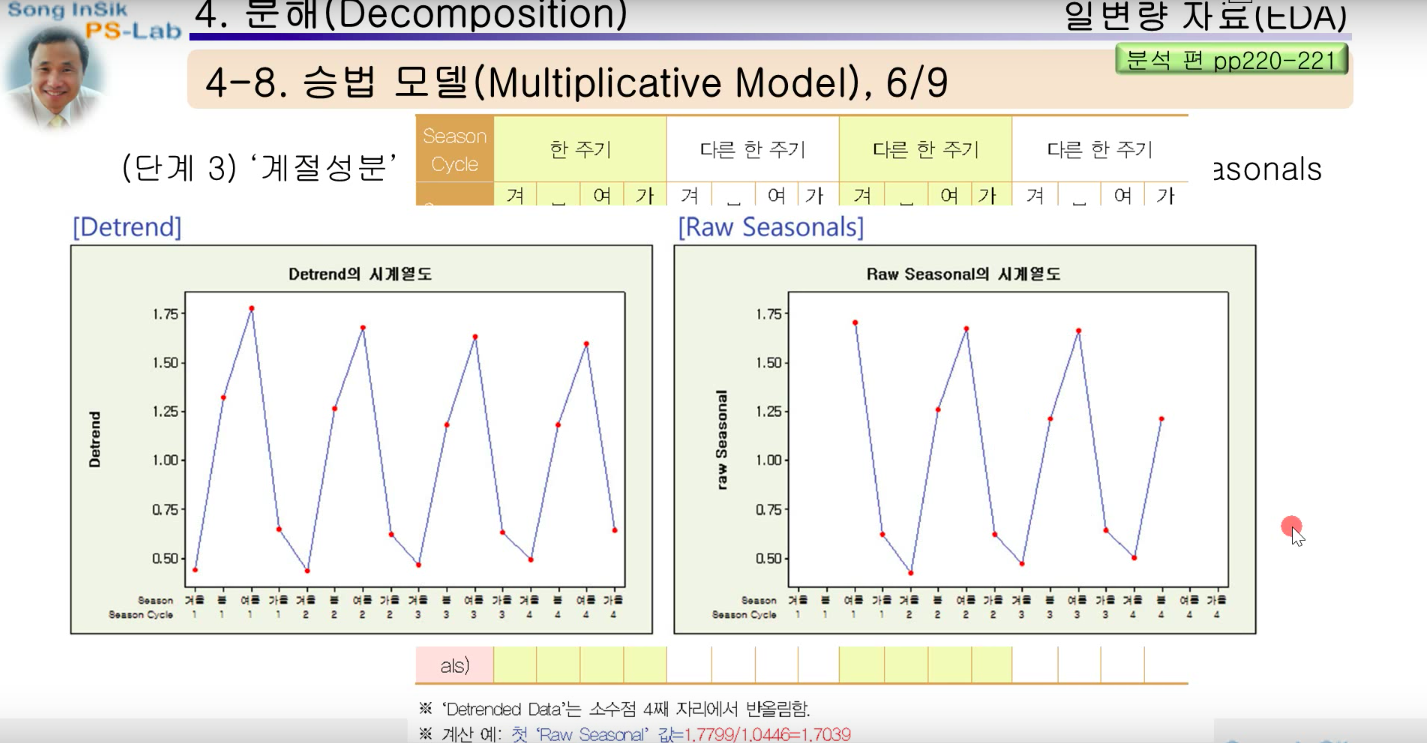 Song InSik
PS-Lab
4. 분해(Decomposition)
일변량 자료(EDA)
분석 편 pp220-221
4-8. 승법 모델(Multiplicative Model), 6/9
(단계 3) ‘계절성분’
asonals
Season Cycle 한 주기 다른 한 주기 다른 한 주기 다른 한 주기
겨 여 가 겨 여 가 겨 여 가 겨 여 가
[Detrend]
Detrend의 시계열도
1.75
1.50
1.25
1.00
0.75
0.50
Detrend
Season 겨울 봄 여름 가을 겨울 봄 여름 가을 겨울 봄 여름 가을 겨울 봄 여름 가을
Season Cycle 1 1 1 1 2 2 2 2 3 3 3 3 4 4 4 4
[Raw Seasonals]
Raw Seasonal의 시계열도
1.75
1.50
1.25
1.00
0.75
0.50
raw Seasonal
Season 겨울 봄 여름 가을 겨울 봄 여름 가을 겨울 봄 여름 가을 겨울 봄 여름 가을
Season Cycle 1 1 1 1 2 2 2 2 3 3 3 3 4 4 4 4
als)
※ ‘Detrended Data’는 소수점 4째 자리에서 반올림함.
※ 계산 예: 첫 ‘Raw Seasonal’ 값=1.7799/1.0446=1.7039